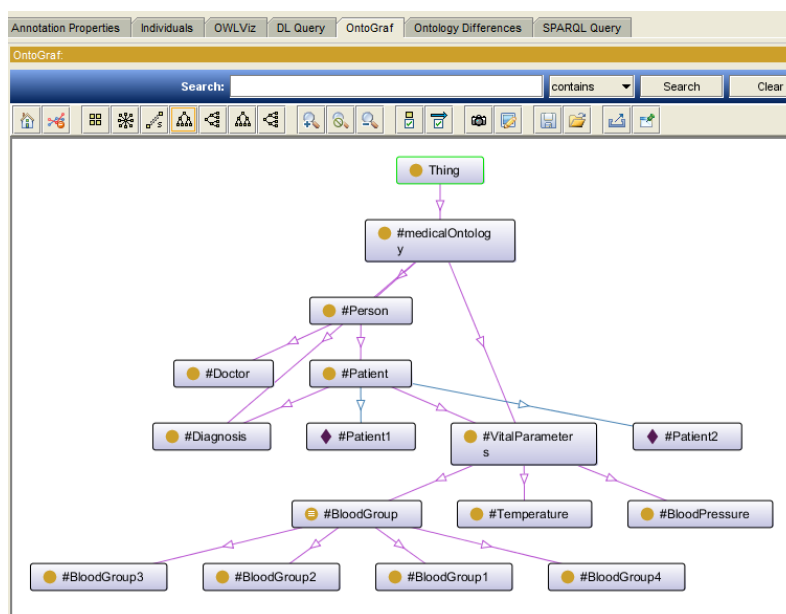 Annotation Properties Individuals OWLViz DL Query OntoGraf Ontology Differences SPARQL Query
OntoGraf:
Search: contains Search Clear
Thing
#medicalOntolog
y
#Person
#Doctor #Patient
#Diagnosis #Patient1 #VitalParameter
s #Patient2
#BloodGroup #Temperature #BloodPressure
#BloodGroup3 #BloodGroup2 #BloodGroup1 #BloodGroup4